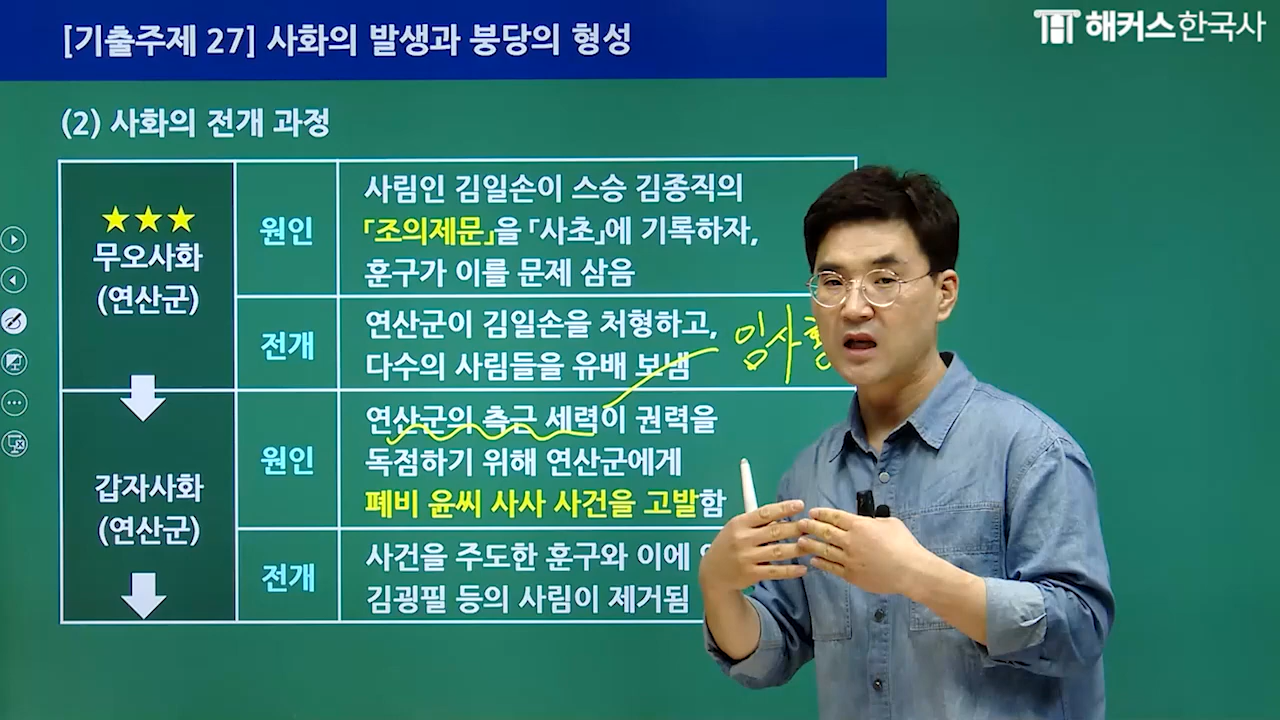 [기출주제 27] 사화의 발생과 붕당의 형성
해커스한국사
(2) 사화의 전개 과정
★★★
무오사화
(연산군)
원인
사림인 김일손이 스승 김종직의
「조의제문」을 「사초」에 기록하자,
훈구가 이를 문제 삼음
전개
연산군이 김일손을 처형하고,
다수의 사림들을 유배 보냄
임사홍
갑자사화
(연산군)
원인
연산군의 측근 세력이 권력을
독점하기 위해 연산군에게
폐비 윤씨 사사 사건을 고발함
전개
사건을 주도한 훈구와 이에
김굉필 등의 사림이 제거됨